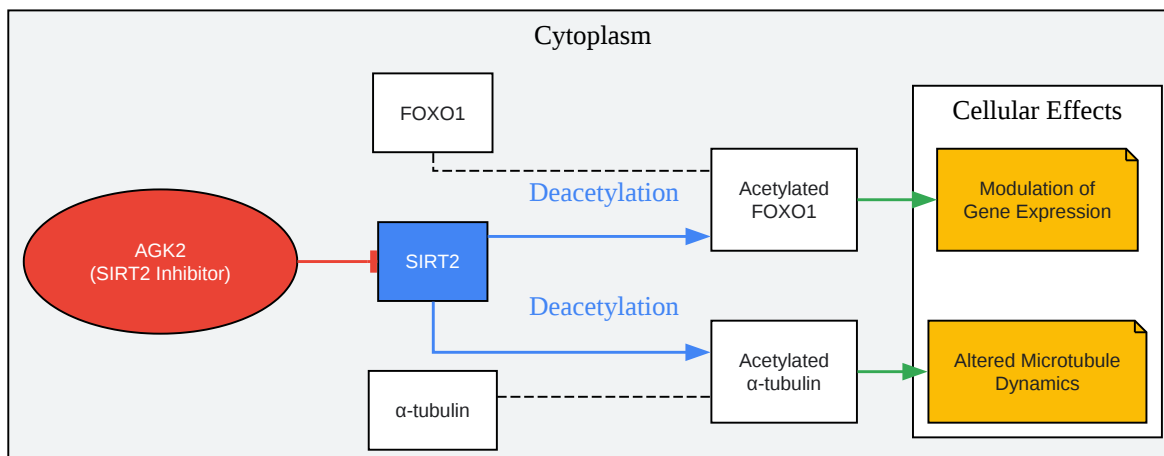 Cytoplasm
FOXO1
Cellular Effects
Deacetylation
Acetylated
FOXO1
Modulation of
Gene Expression
AGK2
(SIRT2 Inhibitor)
SIRT2
Deacetylation
Acetylated
α-tubulin
Altered Microtubule
Dynamics
α-tubulin